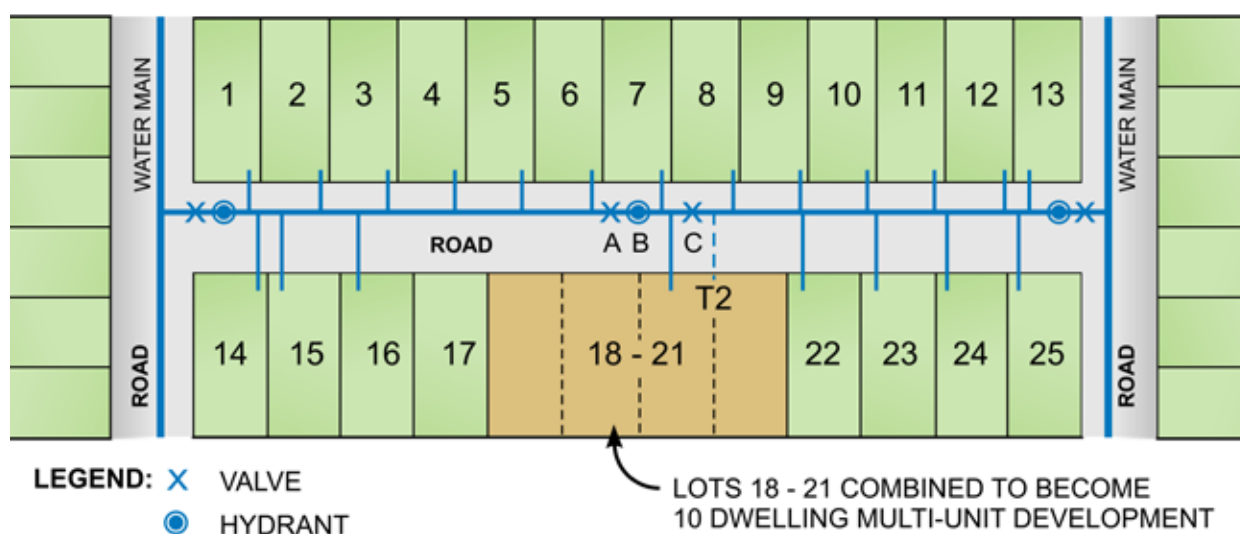 WATER MAIN
1 2 3 4 5 6 7 8 9 10 11 12 13
WATER MAIN
ROAD A B C
T2
ROAD
14 15 16 17 18 - 21 22 23 24 25
ROAD
LEGEND: VALVE
HYDRANT
LOTS 18 - 21 COMBINED TO BECOME
10 DWELLING MULTI-UNIT DEVELOPMENT